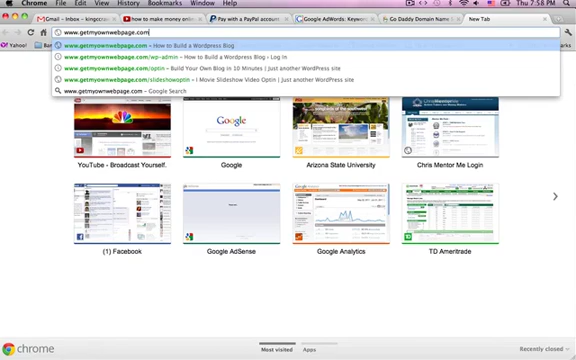 Chrome File Edit View History Bookmarks Window Help
Thu 7:58 PM
Gmail - Inbox - kingcra
how to make money online
Pay with a PayPal account
Google AdWords: Keyword
Go Daddy Domain Name S
New Tab
www.getmyownwebpage.com
Yahoo!
www.getmyownwebpage.com – How to Build a Wordpress Blog
www.getmyownwebpage.com/wp-admin – How to Build a Wordpress Blog › Log In
www.getmyownwebpage.com/optin – Build Your Own Blog in 10 Minutes | Just another WordPress site
www.getmyownwebpage.com/slideshowoptin – I Movie Slideshow Video Optin | Just another WordPress site
www.getmyownwebpage.com – Google Search
YouTube - Broadcast Yourself.
Google
Arizona State University
Chris Mentor Me Login
(1) Facebook
Google AdSense
Google Analytics
TD Ameritrade
chrome
Most visited
Apps
Recently closed